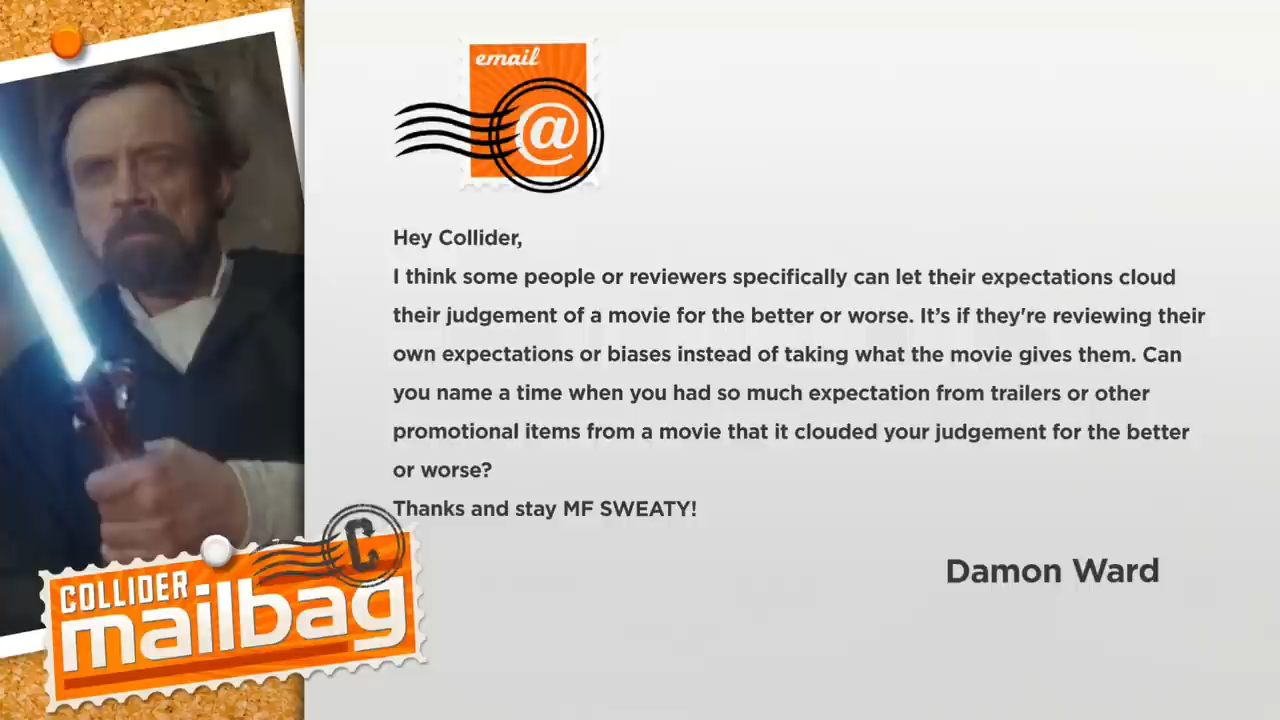 email
@
Hey Collider,
I think some people or reviewers specifically can let their expectations cloud
their judgement of a movie for the better or worse. It’s if they're reviewing their
own expectations or biases instead of taking what the movie gives them. Can
you name a time when you had so much expectation from trailers or other
promotional items from a movie that it clouded your judgement for the better
or worse?
Thanks and stay MF SWEATY!
Damon Ward
C
COLLIDER
mailbag